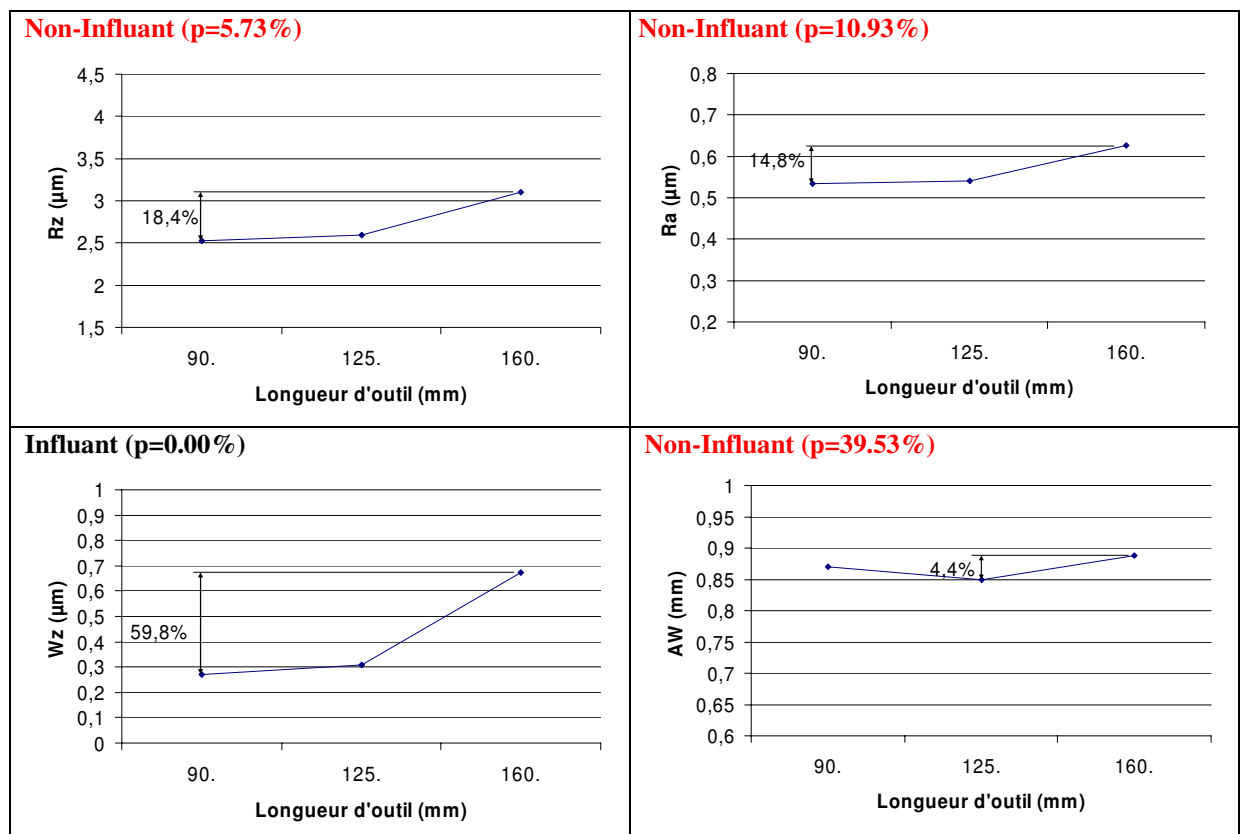 Non-Influant (p=5.73%)
4,5
4
3,5
3
2,5
2
1,5
Rz (µm)
18,4%
90. 125. 160.
Longueur d'outil (mm)
Non-Influant (p=10.93%)
0,8
0,7
0,6
0,5
0,4
0,3
0,2
Ra (µm)
14,8%
90. 125. 160.
Longueur d'outil (mm)
Influant (p=0.00%)
1
0,9
0,8
0,7
0,6
0,5
0,4
0,3
0,2
0,1
0
Wz (µm)
59,8%
90. 125. 160.
Longueur d'outil (mm)
Non-Influant (p=39.53%)
1
0,95
0,9
0,85
0,8
0,75
0,7
0,65
0,6
AW (mm)
4,4%
90. 125. 160.
Longueur d'outil (mm)